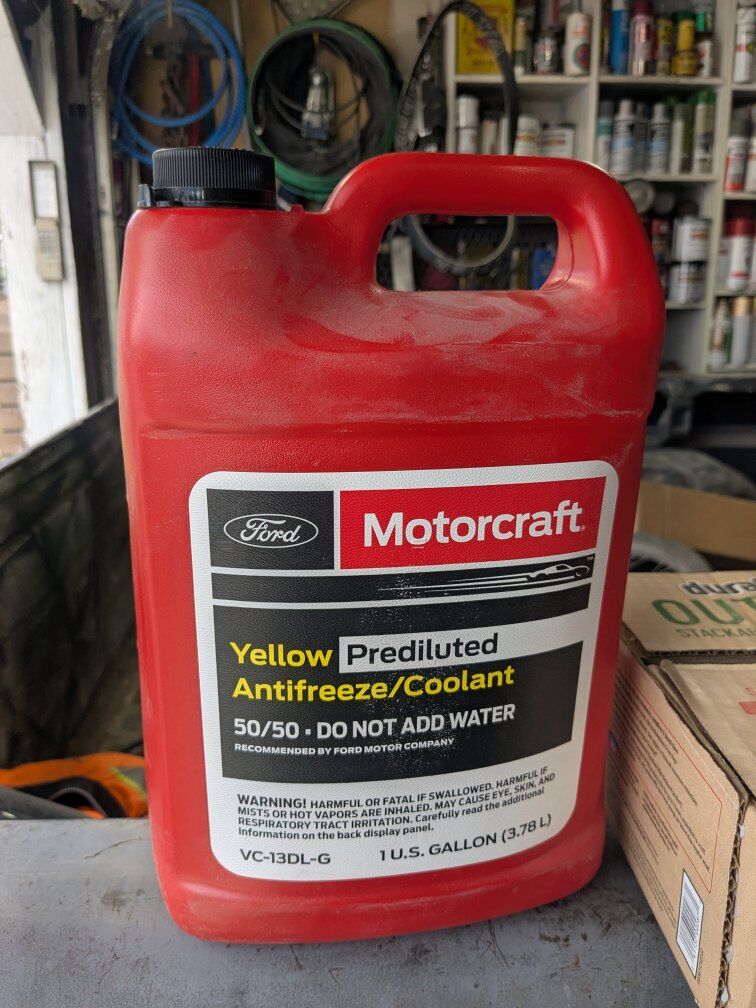 Ford
Motorcraft
Yellow Prediluted
Antifreeze/Coolant
50/50 • DO NOT ADD WATER
RECOMMENDED BY FORD MOTOR COMPANY
WARNING! HARMFUL OR FATAL IF SWALLOWED. HARMFUL IF
MISTS OR HOT VAPORS ARE INHALED. MAY CAUSE EYE, SKIN, AND
RESPIRATORY TRACT IRRITATION. Carefully read the additional
information on the back display panel.
VC-13DL-G 1 U.S. GALLON (3.78 L)